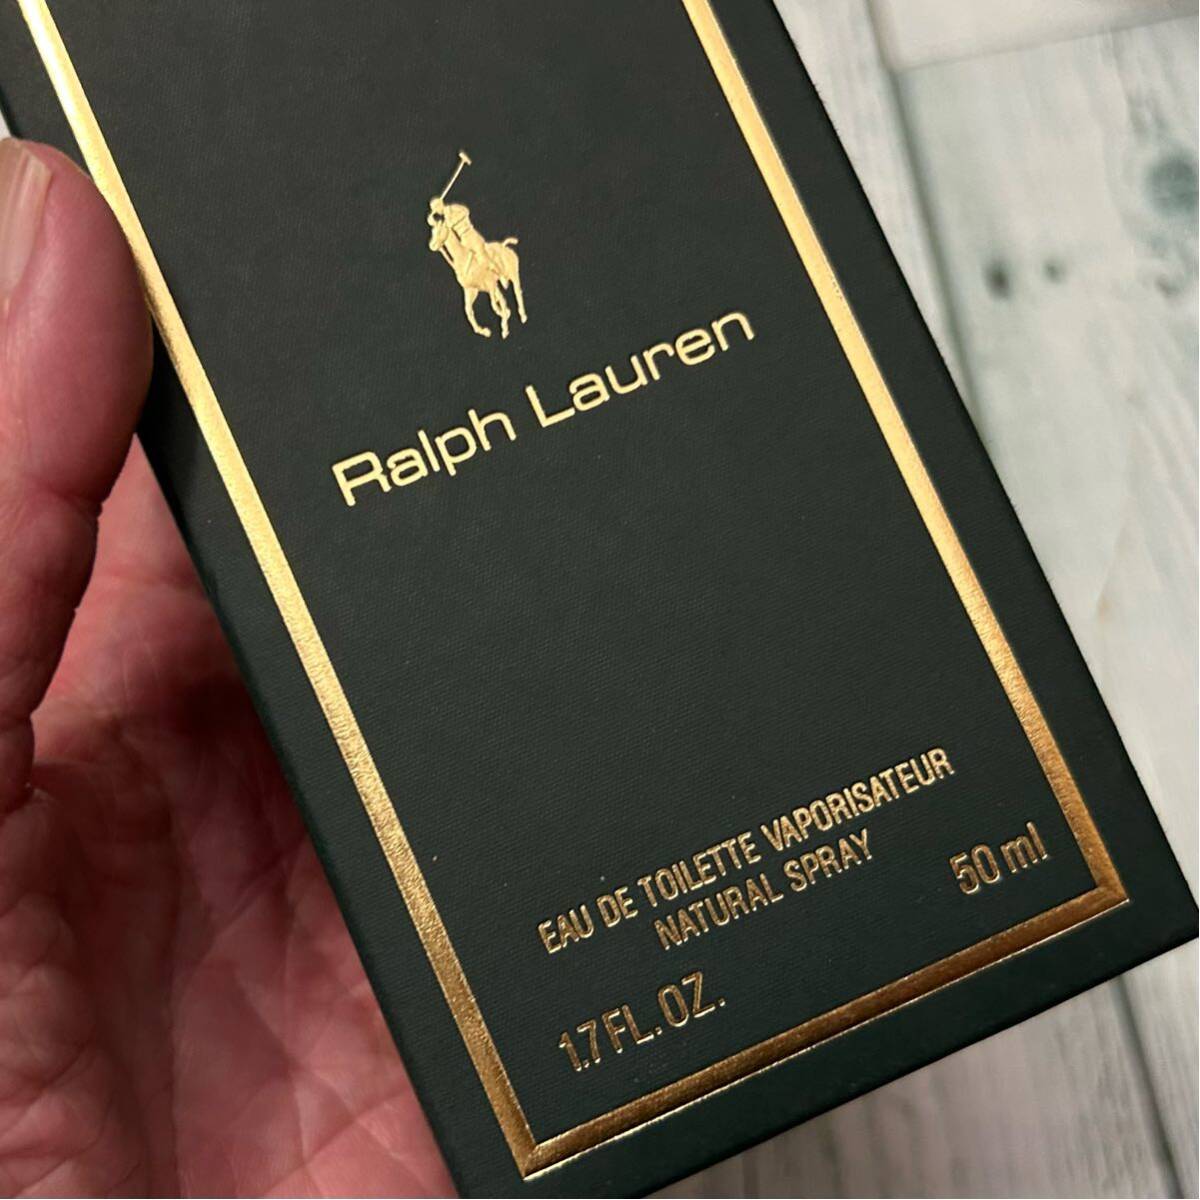 Ralph Lauren
EAU DE TOILETTE VAPORISATEUR
NATURAL SPRAY
50 ml
1.7 FL. OZ.